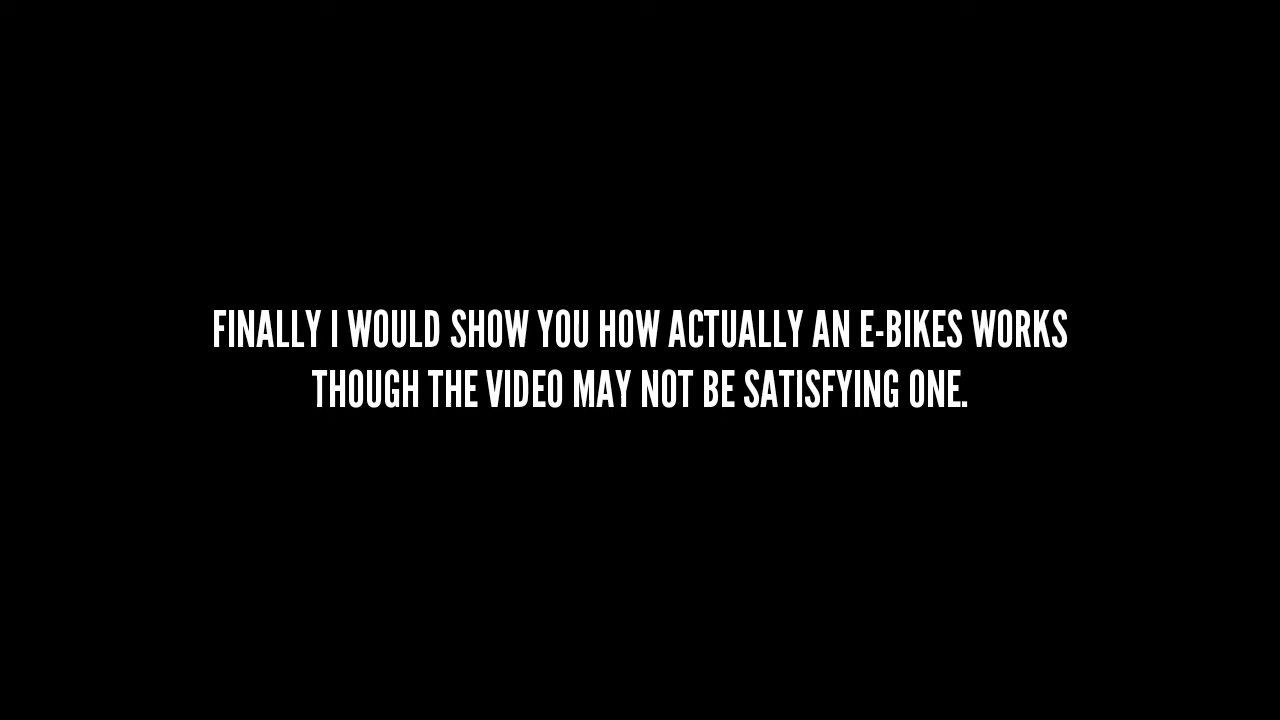 FINALLY I WOULD SHOW YOU HOW ACTUALLY AN E-BIKES WORKS
THOUGH THE VIDEO MAY NOT BE SATISFYING ONE.